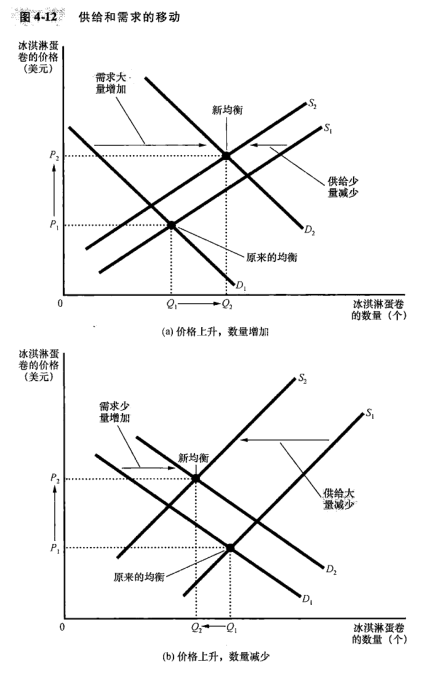 图 4-12 供给和需求的移动
冰淇淋蛋
卷的价格
(美元)
需求大
量增加
新均衡
S₂
S₁
P₂
供给少
量减少
P₁
D₂
原来的均衡
D₁
0
Q₁
Q₂
冰淇淋蛋卷
的数量(个)
(a) 价格上升，数量增加
冰淇淋蛋
卷的价格
(美元)
需求少
量增加
新均衡
S₂
S₁
P₂
供给大
量减少
P₁
原来的均衡
D₂
D₁
0
Q₂
Q₁
冰淇淋蛋卷
的数量(个)
(b) 价格上升，数量减少